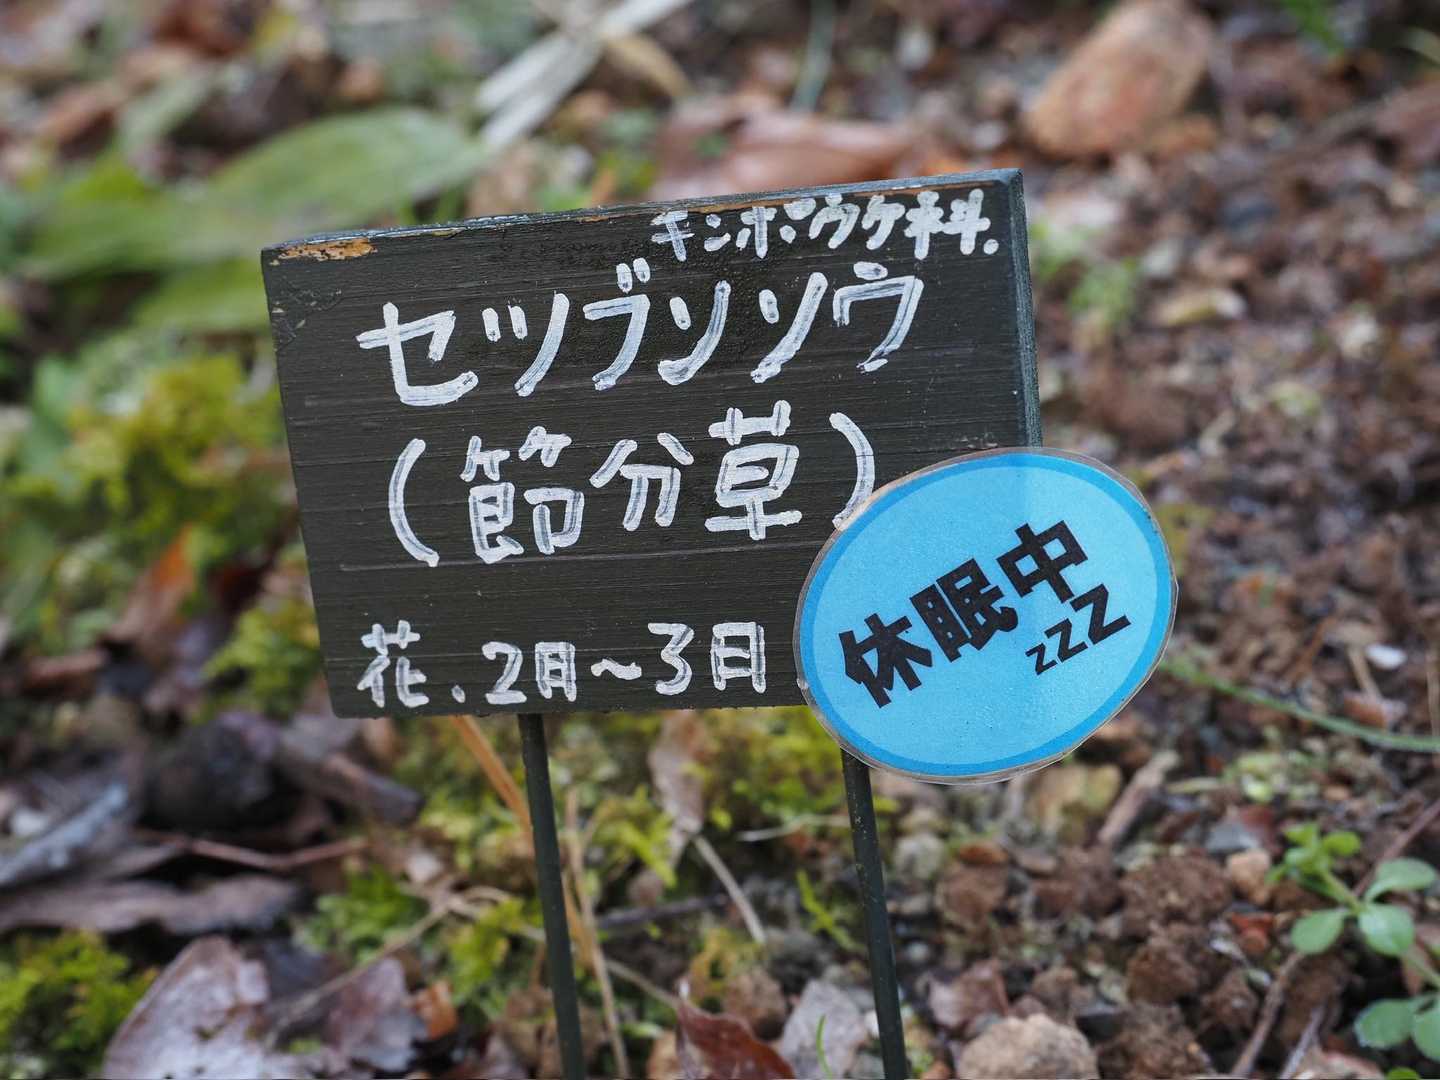 キンポウケ科.
セツブンソウ
(節分草)
花.2月~3月
休眠中
zZZ